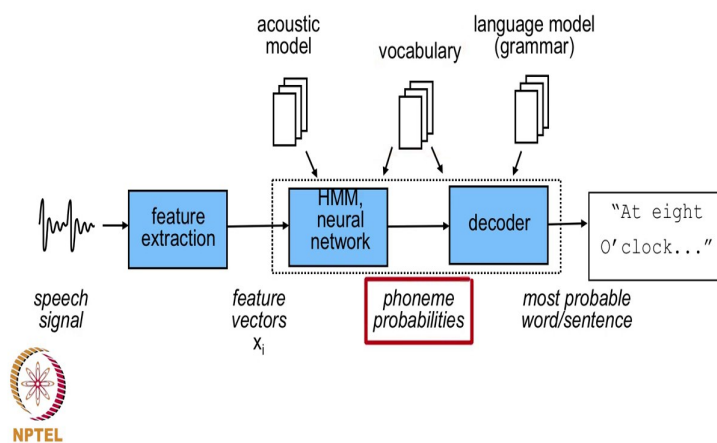 acoustic
model
vocabulary
language model
(grammar)
feature
extraction
HMM,
neural
network
decoder
"At eight
O'clock..."
speech
signal
feature
vectors
xi
phoneme
probabilities
most probable
word/sentence
NPTEL